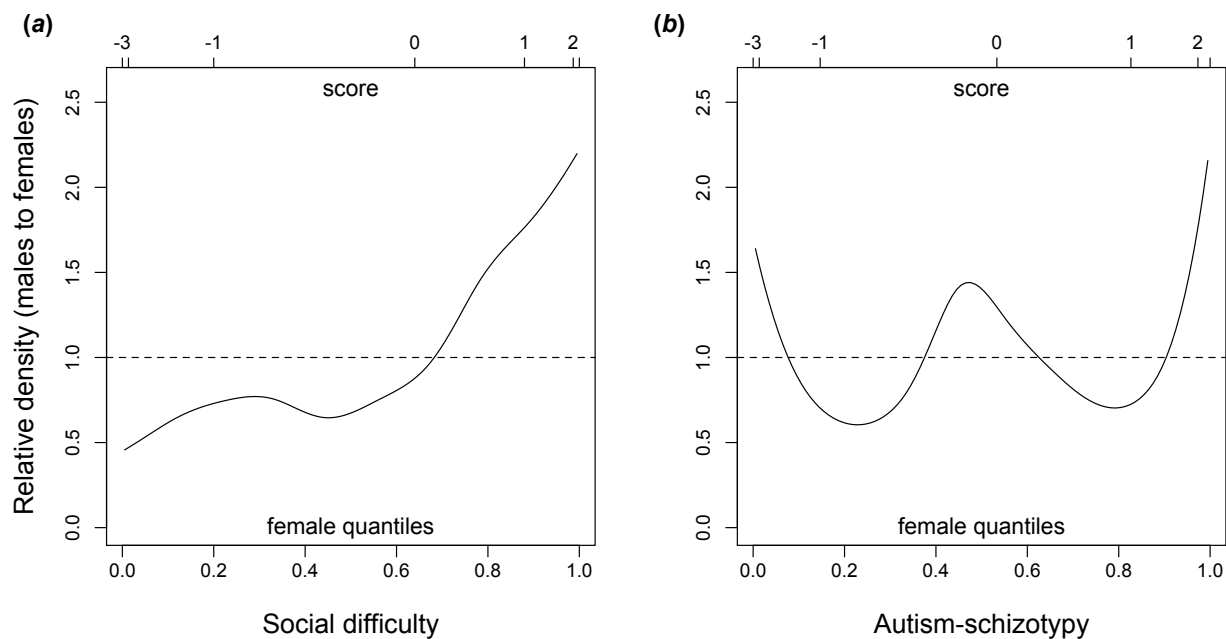 (a)
-3 -1 0 1 2
score
Relative density (males to females)
2.5
2.0
1.5
1.0
0.5
0.0
female quantiles
0.0 0.2 0.4 0.6 0.8 1.0
Social difficulty
(b)
-3 -1 0 1 2
score
2.5
2.0
1.5
1.0
0.5
0.0
female quantiles
0.0 0.2 0.4 0.6 0.8 1.0
Autism-schizotypy